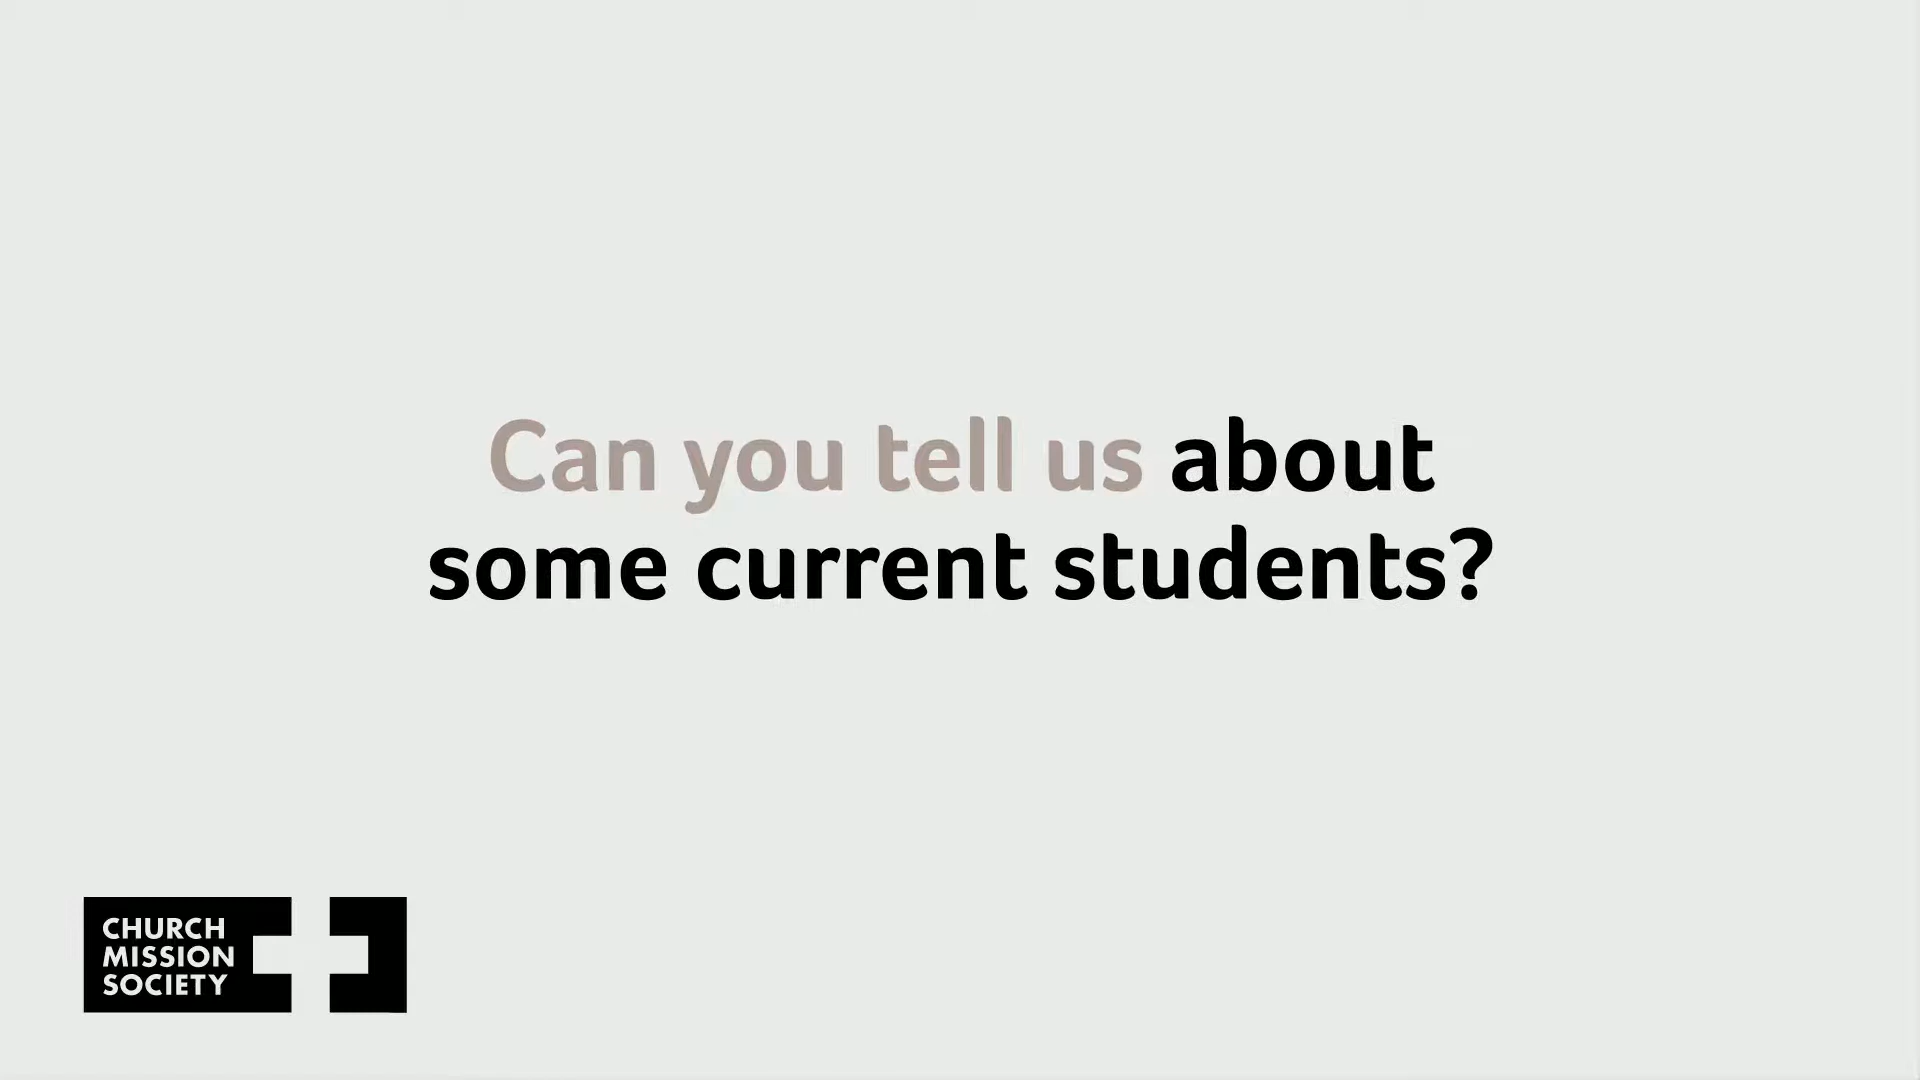 Can you tell us about
some current students?
CHURCH
MISSION
SOCIETY